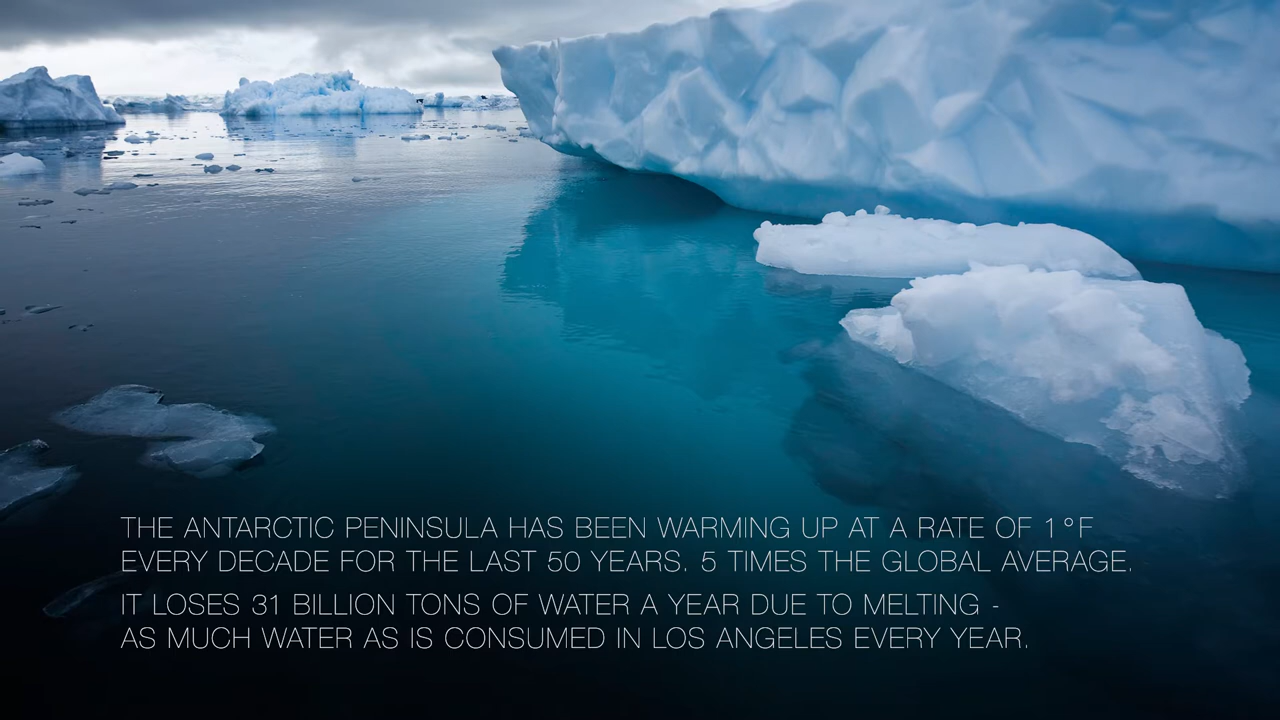 THE ANTARCTIC PENINSULA HAS BEEN WARMING UP AT A RATE OF 1°F
EVERY DECADE FOR THE LAST 50 YEARS. 5 TIMES THE GLOBAL AVERAGE.
IT LOSES 31 BILLION TONS OF WATER A YEAR DUE TO MELTING -
AS MUCH WATER AS IS CONSUMED IN LOS ANGELES EVERY YEAR.